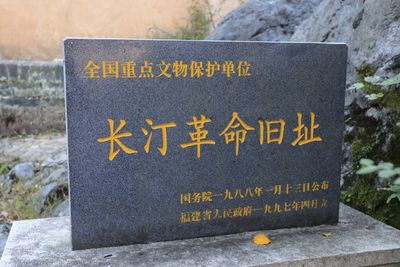 全国重点文物保护单位
长汀革命旧址
国务院一九八八年一月十三日公布
福建省人民政府一九九七年四月立